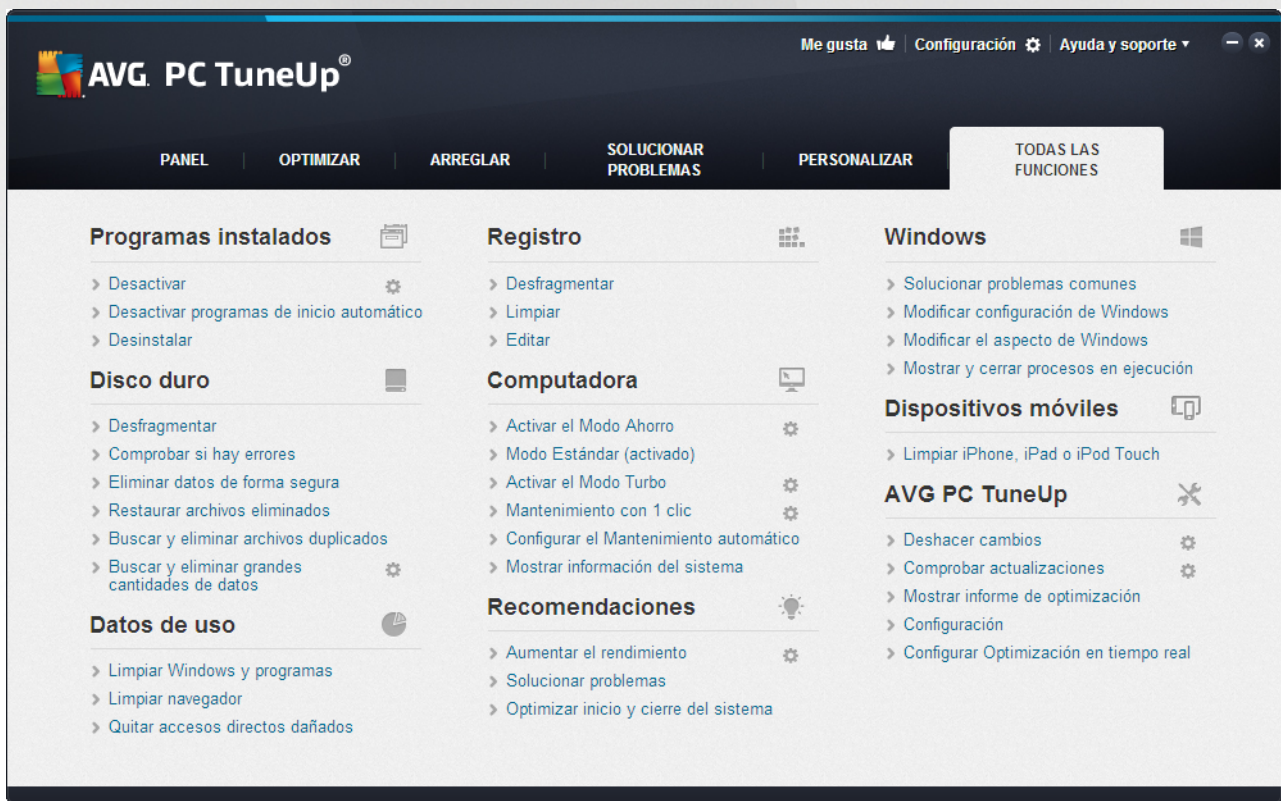 AVG. PC TuneUp®
Me gusta
Configuración
Ayuda y soporte
PANEL
OPTIMIZAR
ARREGLAR
SOLUCIONAR
PROBLEMAS
PERSONALIZAR
TODAS LAS
FUNCIONES
Programas instalados
Desactivar
Desactivar programas de inicio automático
Desinstalar
Disco duro
Desfragmentar
Comprobar si hay errores
Eliminar datos de forma segura
Restaurar archivos eliminados
Buscar y eliminar archivos duplicados
Buscar y eliminar grandes
cantidades de datos
Datos de uso
Limpiar Windows y programas
Limpiar navegador
Quitar accesos directos dañados
Registro
Desfragmentar
Limpiar
Editar
Computadora
Activar el Modo Ahorro
Modo Estándar (activado)
Activar el Modo Turbo
Mantenimiento con 1 clic
Configurar el Mantenimiento automático
Mostrar información del sistema
Recomendaciones
Aumentar el rendimiento
Solucionar problemas
Optimizar inicio y cierre del sistema
Windows
Solucionar problemas comunes
Modificar configuración de Windows
Modificar el aspecto de Windows
Mostrar y cerrar procesos en ejecución
Dispositivos móviles
Limpiar iPhone, iPad o iPod Touch
AVG PC TuneUp
Deshacer cambios
Comprobar actualizaciones
Mostrar informe de optimización
Configuración
Configurar Optimización en tiempo real